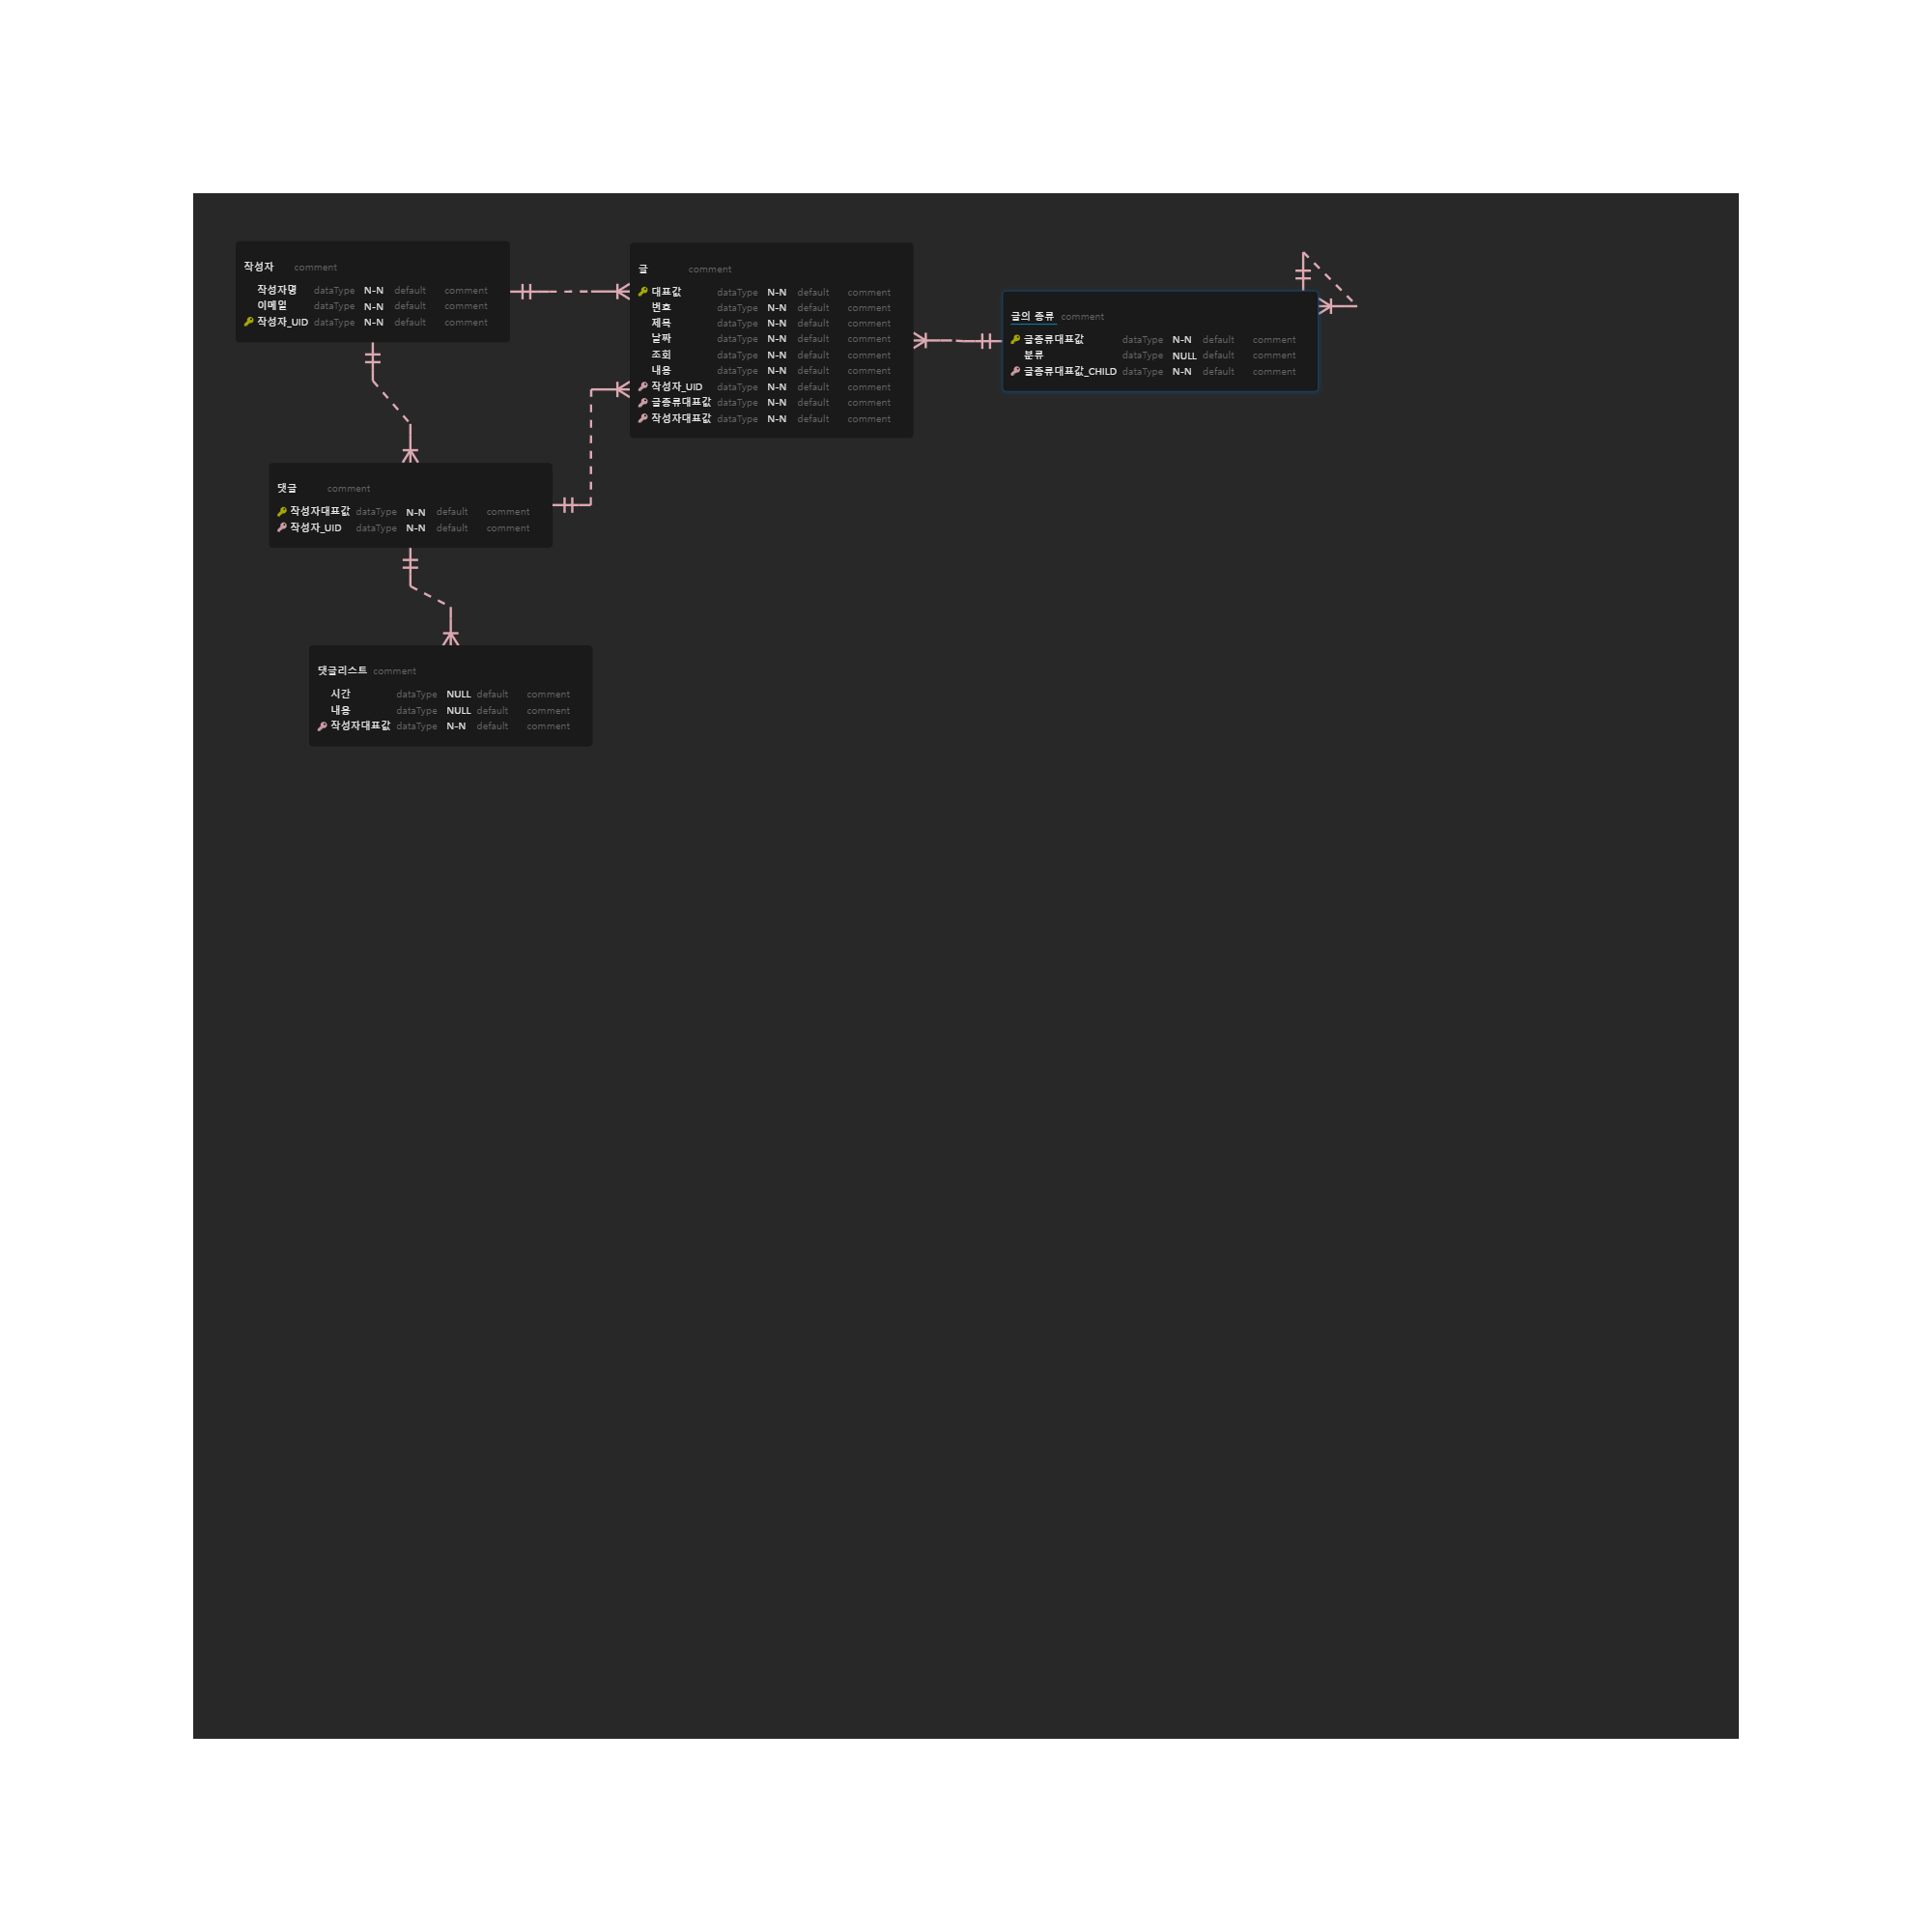 작성자 comment
작성자명 dataType N-N default comment
이메일 dataType N-N default comment
작성자_UID dataType N-N default comment
글 comment
대표값 dataType N-N default comment
번호 dataType N-N default comment
제목 dataType N-N default comment
날짜 dataType N-N default comment
조회 dataType N-N default comment
내용 dataType N-N default comment
작성자_UID dataType N-N default comment
글종류대표값 dataType N-N default comment
작성자대표값 dataType N-N default comment
글의 종류 comment
글종류대표값 dataType N-N default comment
분류 dataType NULL default comment
글종류대표값_CHILD dataType N-N default comment
댓글 comment
작성자대표값 dataType N-N default comment
작성자_UID dataType N-N default comment
댓글리스트 comment
시간 dataType NULL default comment
내용 dataType NULL default comment
작성자대표값 dataType N-N default comment